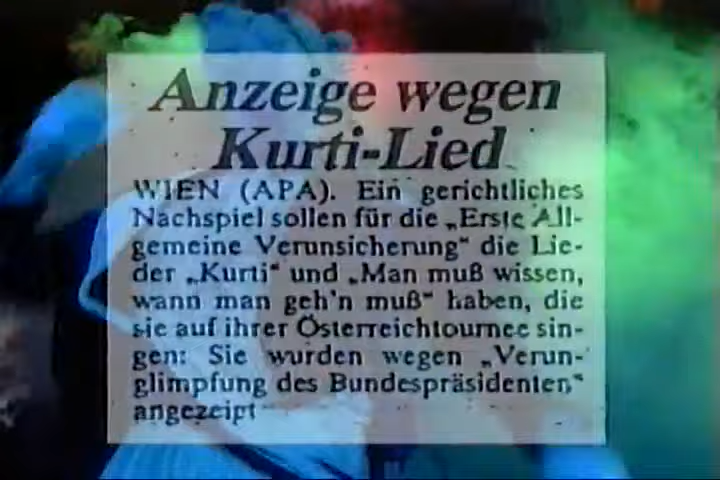 Anzeige wegen
Kurti-Lied
WIEN (APA). Ein gerichtliches
Nachspiel sollen für die „Erste All-
gemeine Verunsicherung" die Lie-
der „Kurti" und „Man muß wissen,
wann man geh'n muß" haben, die
sie auf ihrer Österreichtournee sin-
gen: Sie wurden wegen „Verun-
glimpfung des Bundespräsidenten"
angezeigt